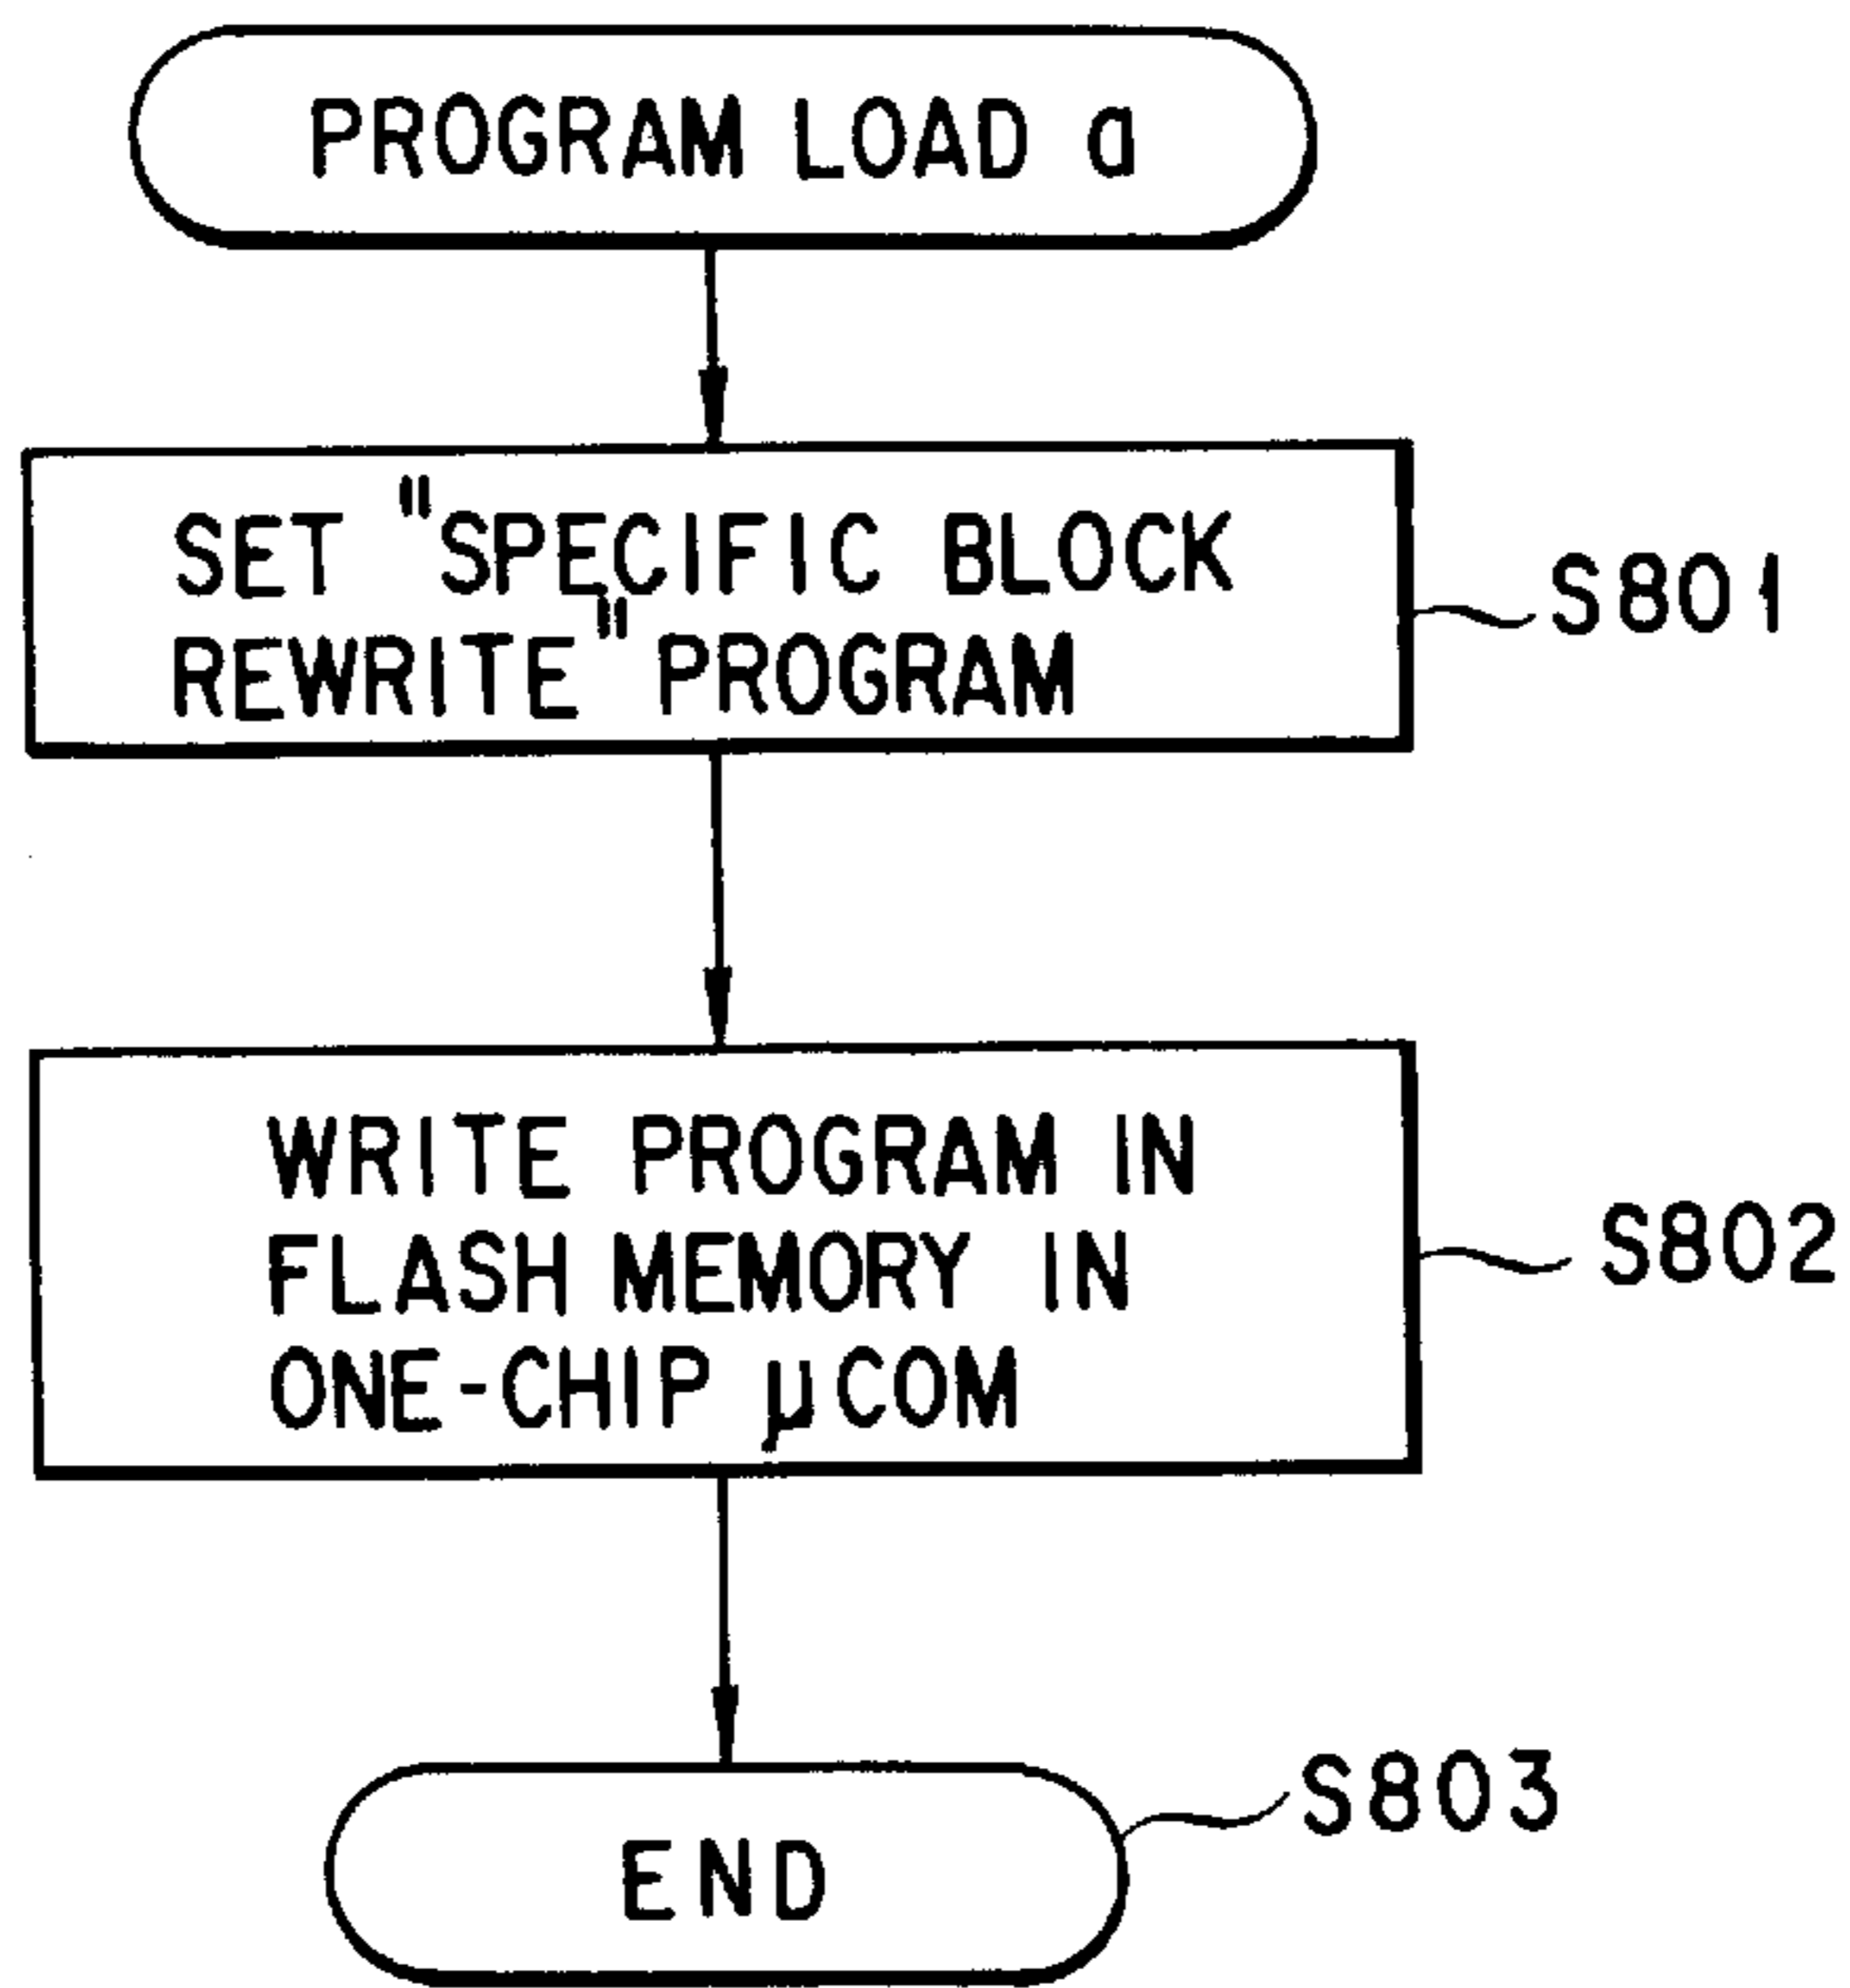 PROGRAM LOAD a
SET "SPECIFIC BLOCK
REWRITE" PROGRAM
S801
WRITE PROGRAM IN
FLASH MEMORY IN
ONE-CHIP μCOM
S802
END
S803